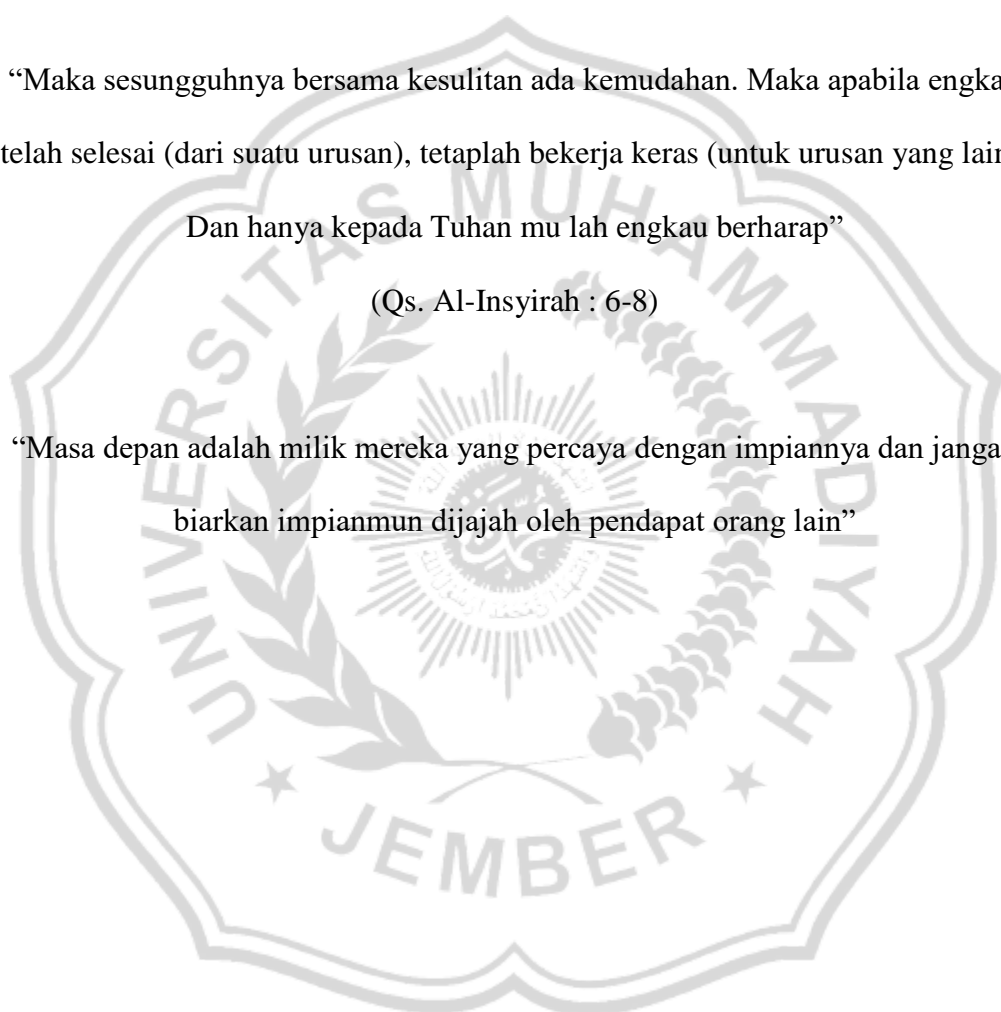 “Maka sesungguhnya bersama kesulitan ada kemudahan. Maka apabila engka
telah selesai (dari suatu urusan), tetaplah bekerja keras (untuk urusan yang lain
Dan hanya kepada Tuhan mu lah engkau berharap”
(Qs. Al-Insyirah : 6-8)
“Masa depan adalah milik mereka yang percaya dengan impiannya dan janga
biarkan impianmun dijajah oleh pendapat orang lain”
UNIVERSITAS MUHAMMADIYAH
JEMBER